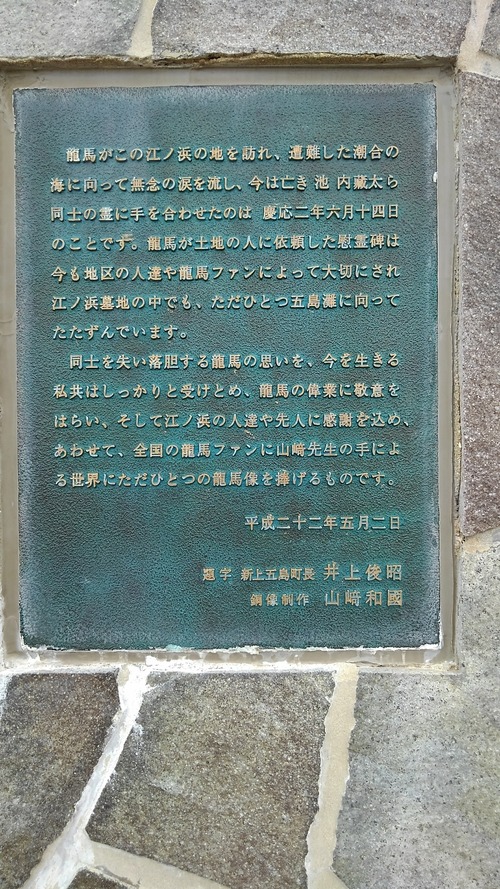 龍馬がこの江ノ浜の地を訪れ、遭難した潮合の
海に向って無念の涙を流し、今は亡き 池 内蔵太ら
同士の霊に手を合わせたのは 慶応二年六月十四日
のことです。龍馬が土地の人に依頼した慰霊碑は
今も地区の人達や龍馬ファンによって大切にされ
江ノ浜墓地の中でも、ただひとつ五島灘に向って
たたずんでいます。
同士を失い落胆する龍馬の思いを、今を生きる
私共はしっかりと受けとめ、龍馬の偉業に敬意を
はらい、そして江ノ浜の人達や先人に感謝を込め、
あわせて、全国の龍馬ファンに山﨑先生の手によ
る世界にただひとつの龍馬像を捧げるものです。
平成二十二年五月二日
題字 新上五島町長 井上俊昭
銅像制作 山﨑和國